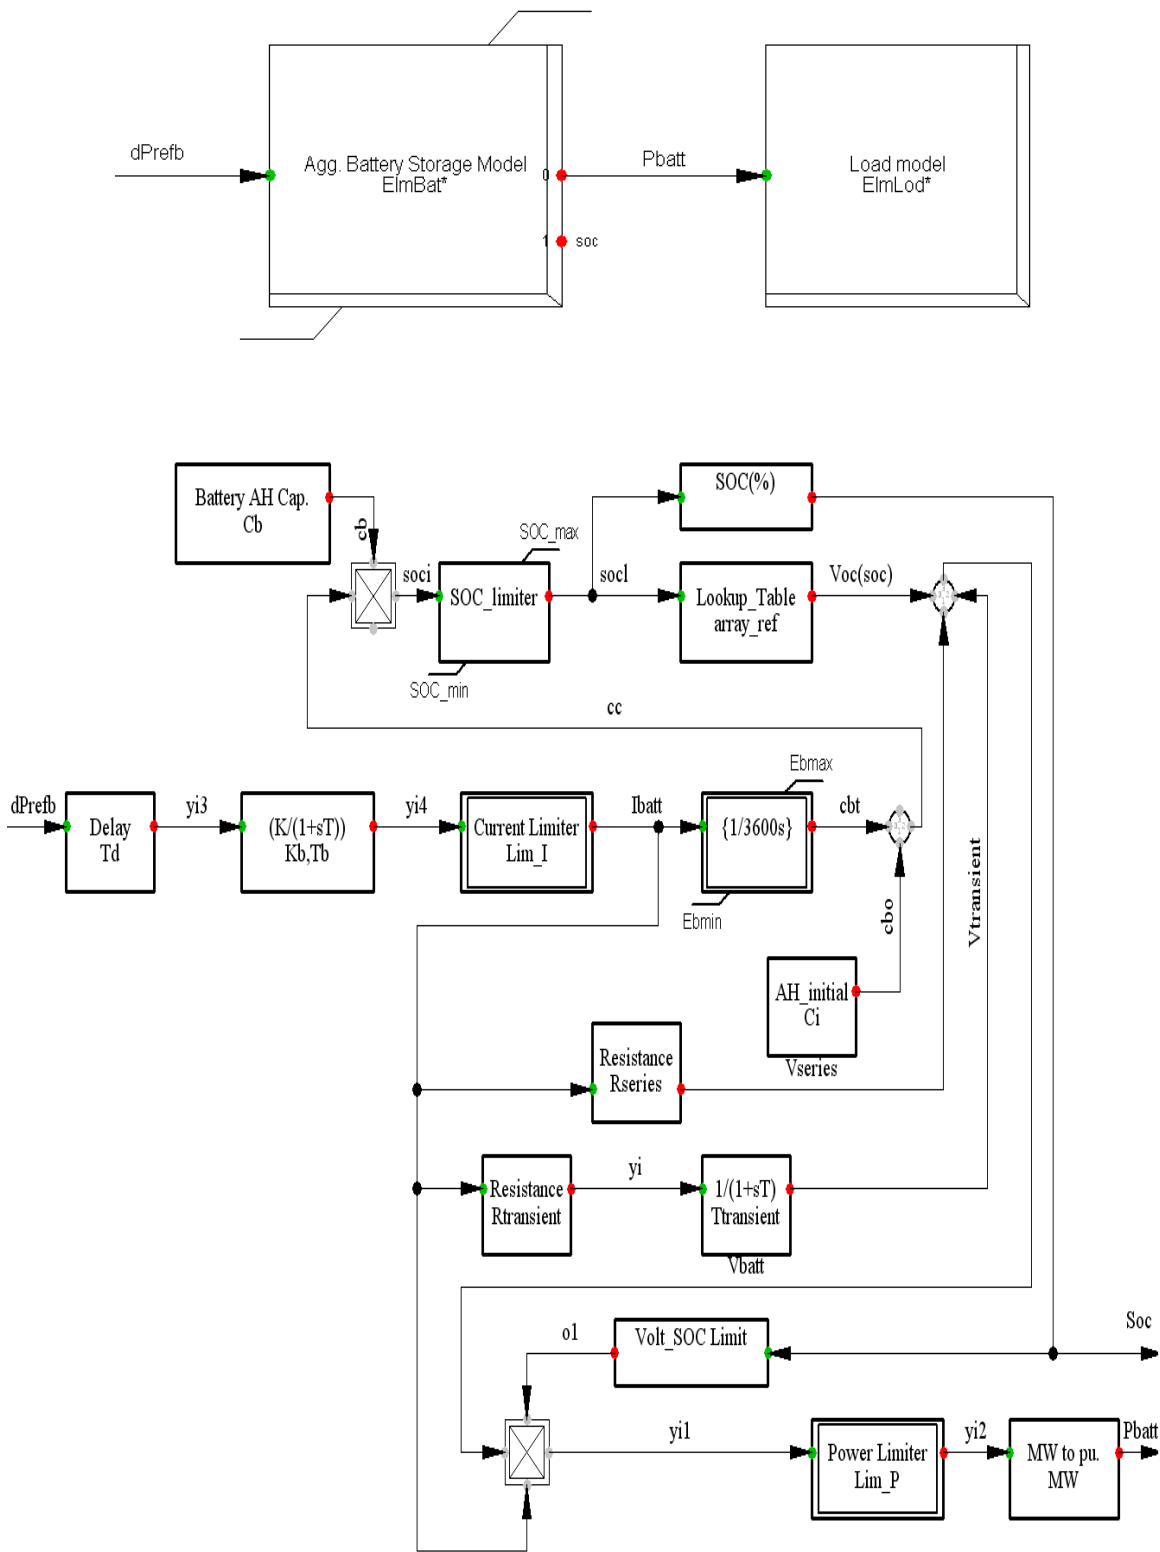 dPrefb
Agg. Battery Storage Model
ElmBat*
0
1
soc
Pbatt
Load model
ElmLod*
Battery AH Cap.
Cb
cb
SOC(%)
SOC_max
soci
SOC_limiter
SOC_min
socl
Lookup_Table
array_ref
Voc(soc)
cc
dPrefb
Delay
Td
yi3
(K/(1+sT))
Kb,Tb
yi4
Current Limiter
Lim_I
Ibatt
Ebmax
{1/3600s}
Ebmin
cbt
cbo
Vtransient
AH_initial
Ci
Vseries
Resistance
Rseries
Resistance
Rtransient
yi
1/(1+sT)
Ttransient
Vbatt
o1
Volt_SOC Limit
Soc
yi1
Power Limiter
Lim_P
yi2
MW to pu.
MW
Pbatt